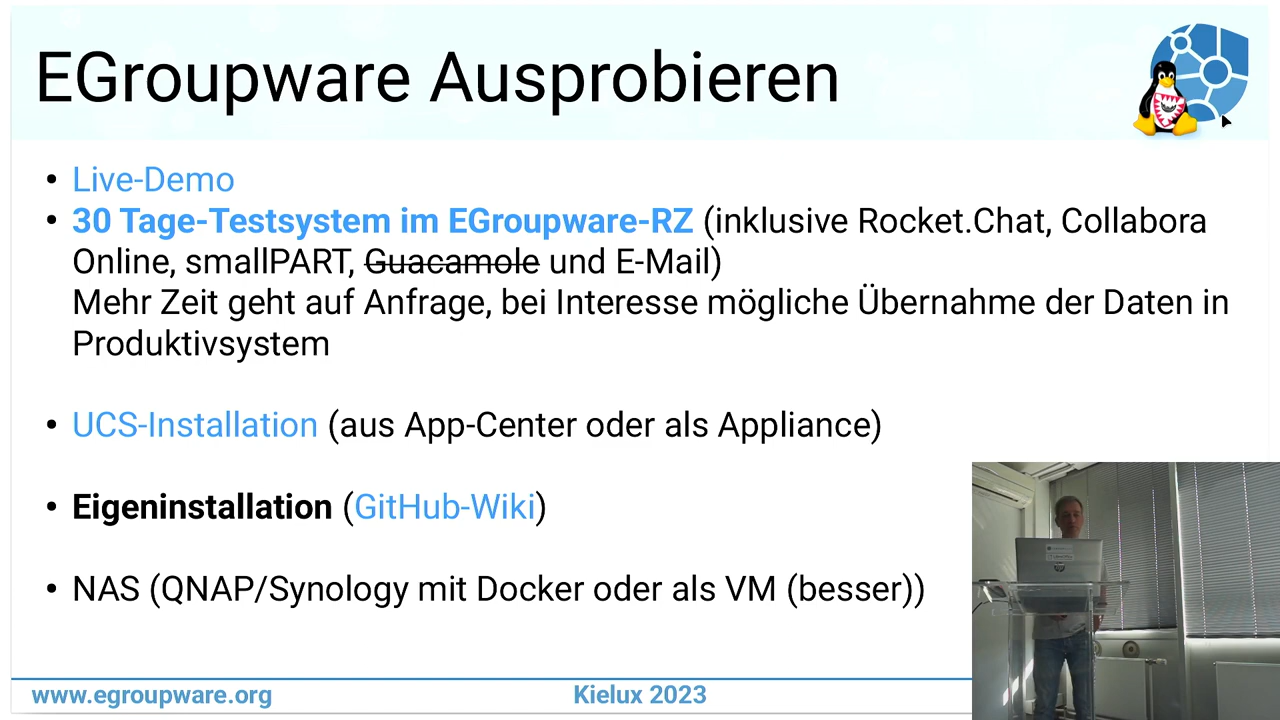 EGroupware Ausprobieren
• Live-Demo
• 30 Tage-Testsystem im EGroupware-RZ (inklusive Rocket.Chat, Collabora
Online, smallPART, Guacamole und E-Mail)
Mehr Zeit geht auf Anfrage, bei Interesse mögliche Übernahme der Daten in
Produktivsystem
• UCS-Installation (aus App-Center oder als Appliance)
• Eigeninstallation (GitHub-Wiki)
• NAS (QNAP/Synology mit Docker oder als VM (besser))
www.egroupware.org
Kielux 2023